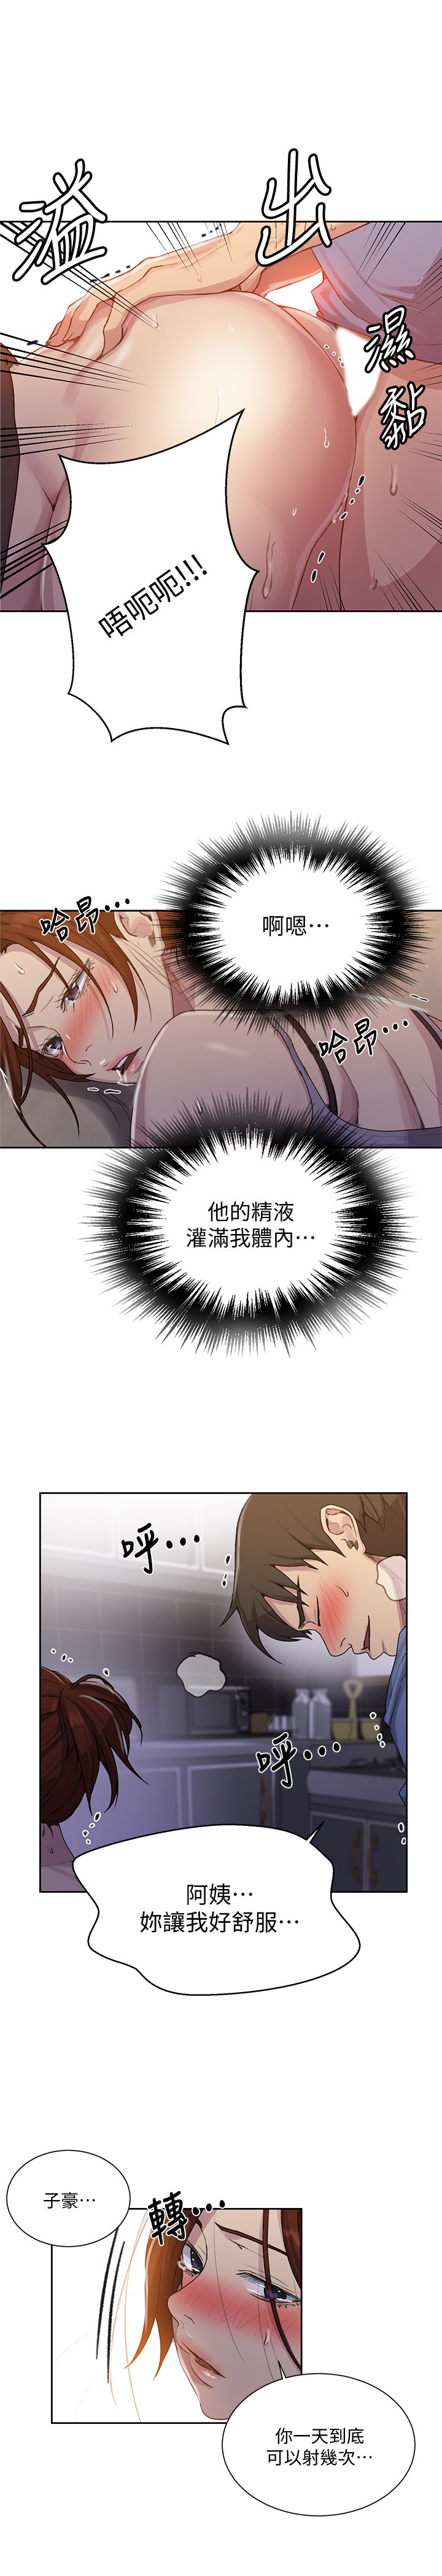 溢
出
濕
黏
唔呃呃!!!
哈昂…
啊嗯…
哈昂…
他的精液
灌滿我體內…
呼…
呼…
阿姨…
妳讓我好舒服…
子豪…
轉…
你一天到底
可以射幾次…